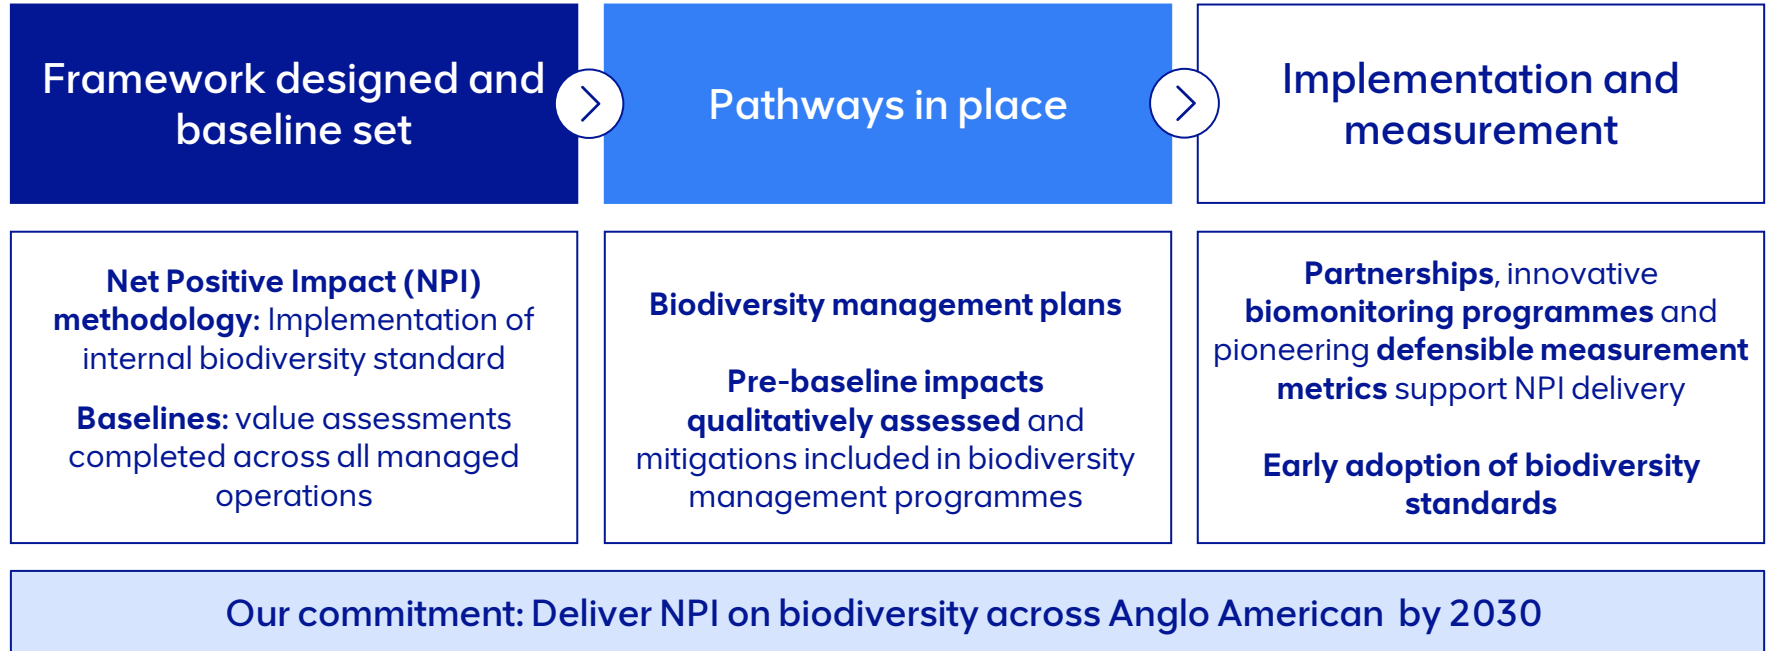 Framework designed and
baseline set
Pathways in place
Implementation and
measurement
Net Positive Impact (NPI)
methodology: Implementation of
internal biodiversity standard
Baselines: value assessments
completed across all managed
operations
Biodiversity management plans
Pre-baseline impacts
qualitatively assessed and
mitigations included in biodiversity
management programmes
Partnerships, innovative
biomonitoring programmes and
pioneering defensible measurement
metrics support NPI delivery
Early adoption of biodiversity
standards
Our commitment: Deliver NPI on biodiversity across Anglo American by 2030